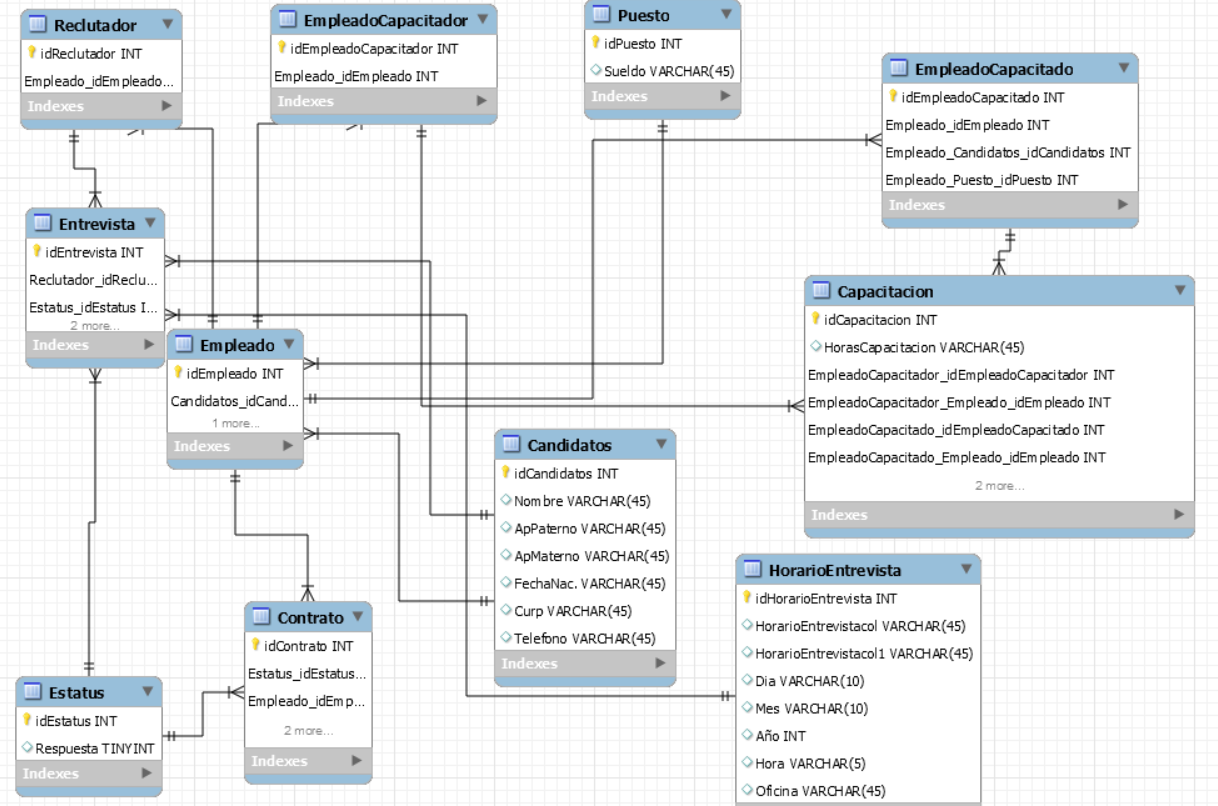 Reclutador
idReclutador INT
Empleado_idEmpleado...
Indexes
EmpleadoCapacitador
idEmpleadoCapacitador INT
Empleado_idEmpleado INT
Indexes
Puesto
idPuesto INT
Sueldo VARCHAR(45)
Indexes
EmpleadoCapacitado
idEmpleadoCapacitado INT
Empleado_idEmpleado INT
Empleado_Candidatos_idCandidatos INT
Empleado_Puesto_idPuesto INT
Indexes
Entrevista
idEntrevista INT
Reclutador_idReclu...
Estatus_idEstatus I...
2 more...
Indexes
Empleado
idEmpleado INT
Candidatos_idCand...
1 more...
Indexes
Capacitacion
idCapacitacion INT
HorasCapacitacion VARCHAR(45)
EmpleadoCapacitador_idEmpleadoCapacitador INT
EmpleadoCapacitador_Empleado_idEmpleado INT
EmpleadoCapacitado_idEmpleadoCapacitado INT
EmpleadoCapacitado_Empleado_idEmpleado INT
2 more...
Indexes
Candidatos
idCandidatos INT
Nombre VARCHAR(45)
ApPaterno VARCHAR(45)
ApMaterno VARCHAR(45)
FechaNac. VARCHAR(45)
Curp VARCHAR(45)
Telefono VARCHAR(45)
Indexes
HorarioEntrevista
idHorarioEntrevista INT
HorarioEntrevistacol VARCHAR(45)
HorarioEntrevistacol1 VARCHAR(45)
Dia VARCHAR(10)
Mes VARCHAR(10)
Año INT
Hora VARCHAR(5)
Oficina VARCHAR(45)
Contrato
idContrato INT
Estatus_idEstatus...
Empleado_idEmp...
2 more...
Indexes
Estatus
idEstatus INT
Respuesta TINYINT
Indexes